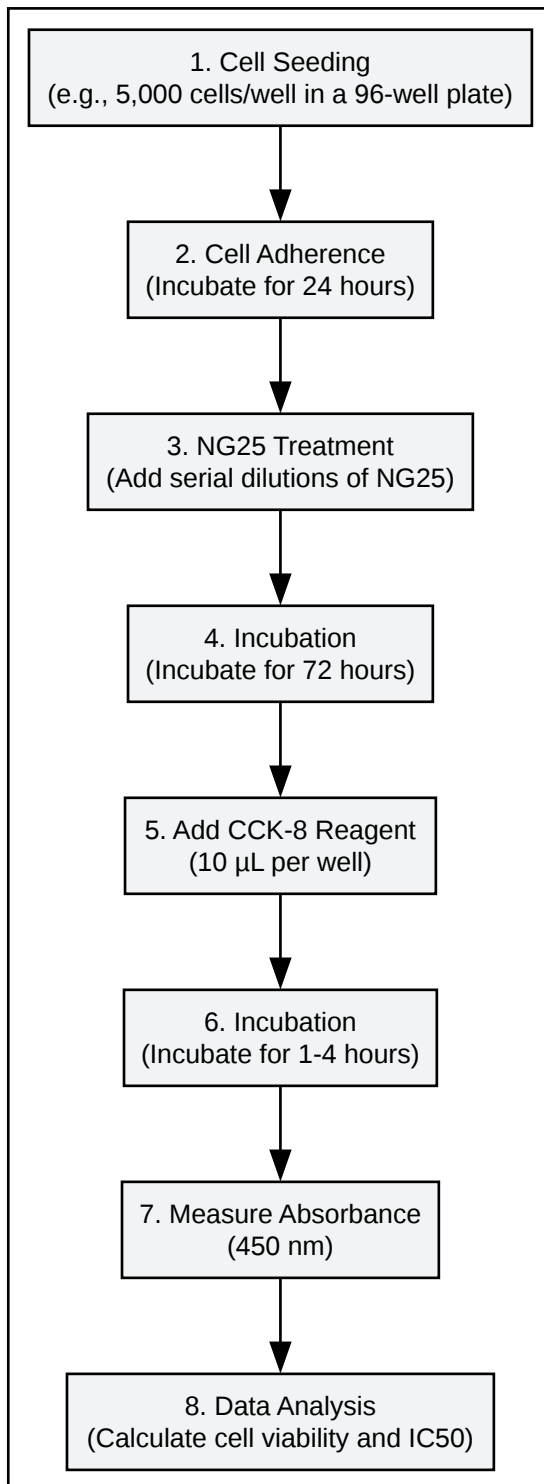 1. Cell Seeding
(e.g., 5,000 cells/well in a 96-well plate)
2. Cell Adherence
(Incubate for 24 hours)
3. NG25 Treatment
(Add serial dilutions of NG25)
4. Incubation
(Incubate for 72 hours)
5. Add CCK-8 Reagent
(10 µL per well)
6. Incubation
(Incubate for 1-4 hours)
7. Measure Absorbance
(450 nm)
8. Data Analysis
(Calculate cell viability and IC50)